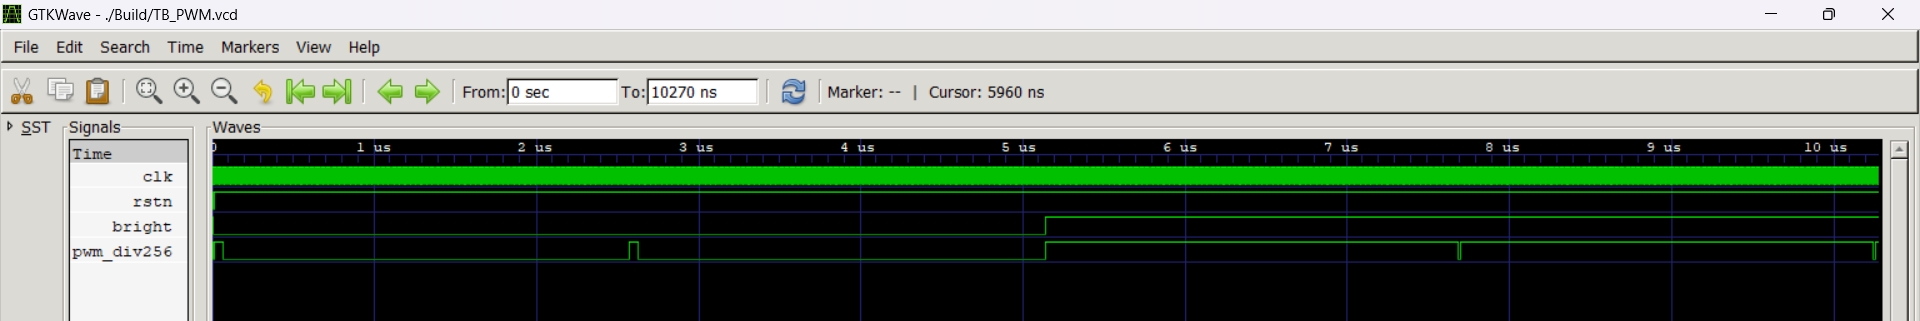 GTKWave - ./Build/TB_PWM.vcd
File Edit Search Time Markers View Help
From: 0 sec To: 10270 ns Marker: -- | Cursor: 5960 ns
SST Signals Waves
Time 0 1 us 2 us 3 us 4 us 5 us 6 us 7 us 8 us 9 us 10 us
clk
rstn
bright
pwm_div256